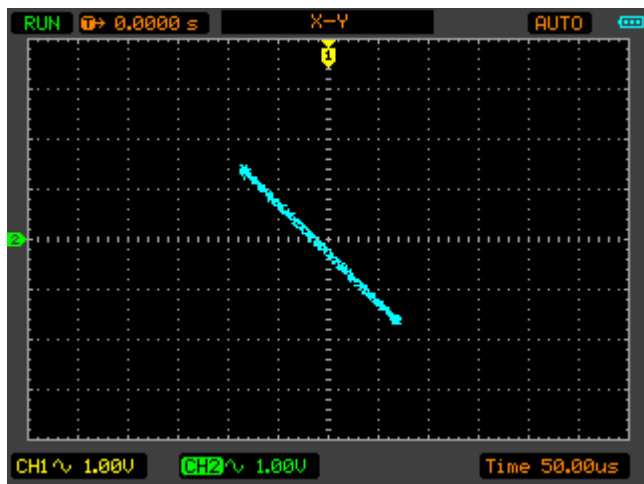 RUN T→ 0.0000 s X-Y AUTO
1
2
CH1∿ 1.00V CH2∿ 1.00V Time 50.00us